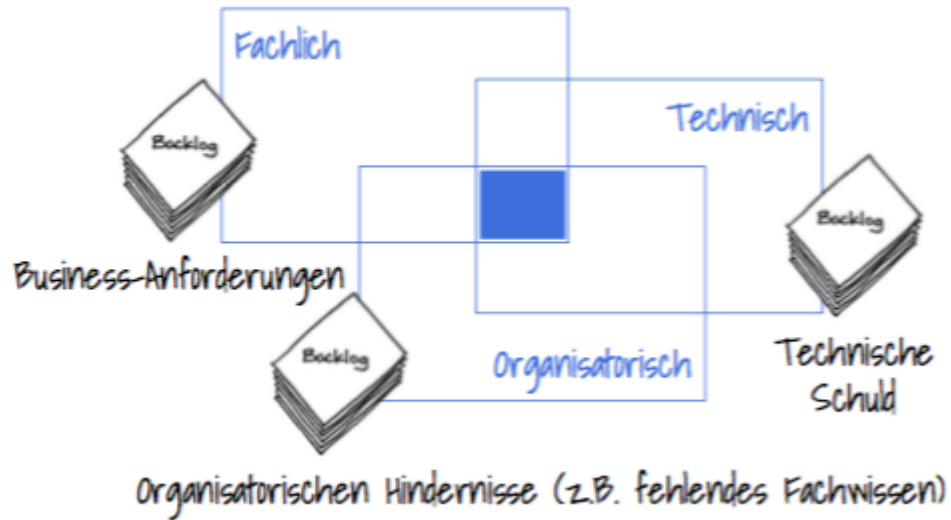 Fachlich
Technisch
Backlog
Backlog
Business-Anforderungen
Backlog
Organisatorisch
Technische
Schuld
Organisatorischen Hindernisse (z.B. fehlendes Fachwissen)